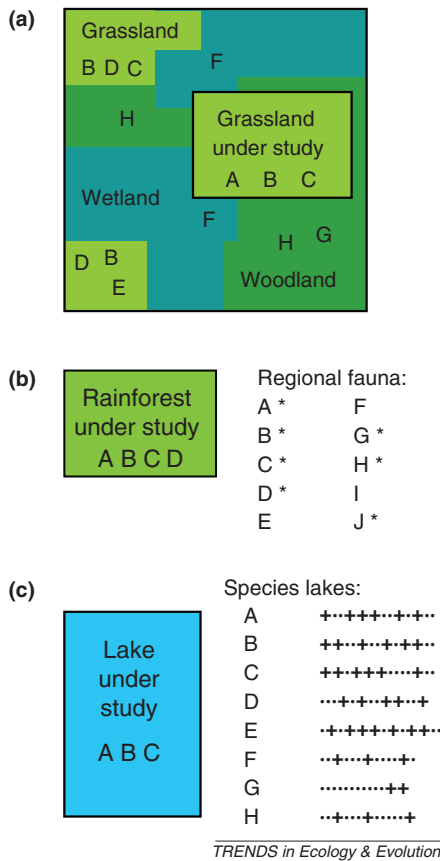 (a)
Grassland
B D C
F
H
Grassland
under study
A B C
Wetland
F
D B
E
H G
Woodland
(b)
Rainforest
under study
A B C D
Regional fauna:
A * F
B * G *
C * H *
D * I
E J *
(c)
Species lakes:
Lake
under
study
A B C
A +··+++··+·+··
B ++··+··+·++·+
C ++·+++····+··
D ···+·+··++··+
E ·+·+++·+·++··
F ··+···+····+·
G ···········++
H ··+···+·····+
TRENDS in Ecology & Evolution